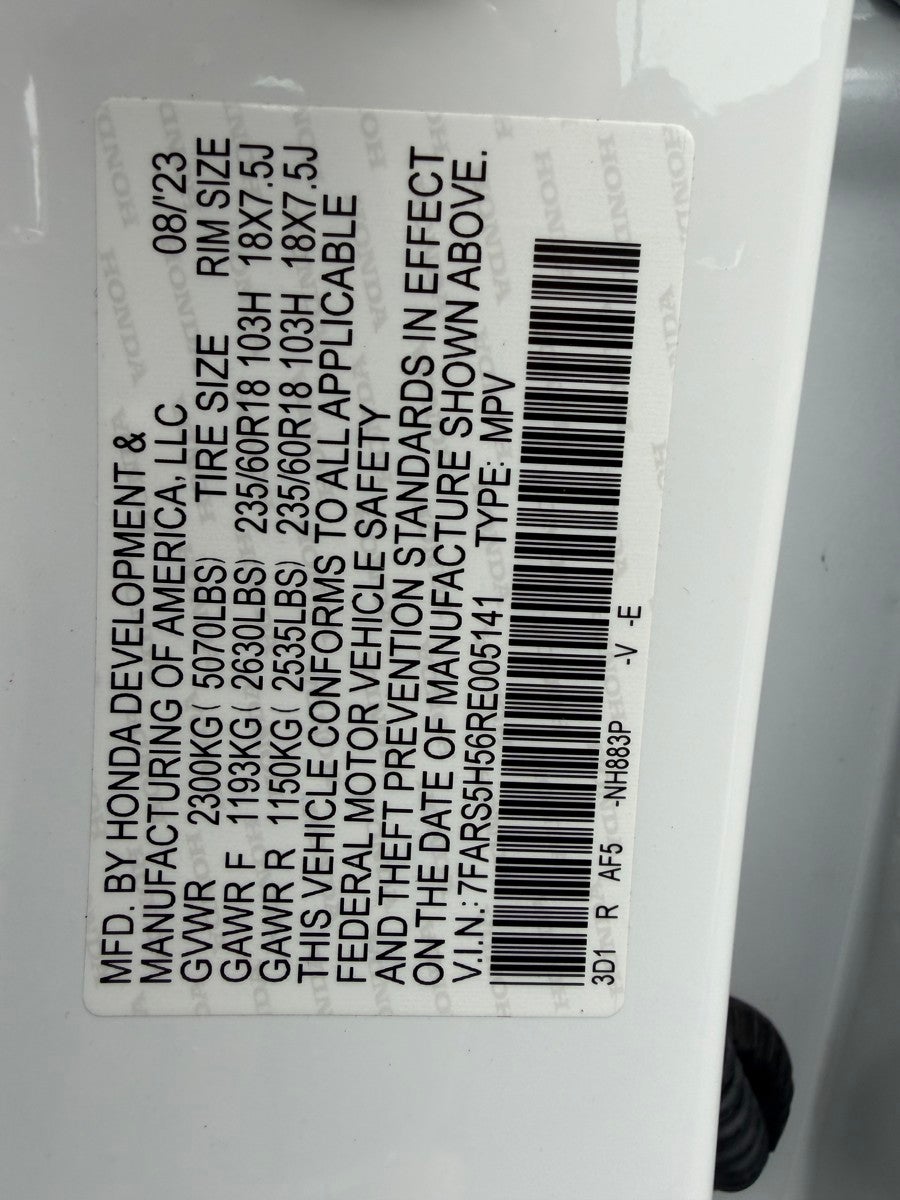 MFD. BY HONDA DEVELOPMENT &
MANUFACTURING OF AMERICA, LLC 08/'23
GVWR 2300KG( 5070LBS) TIRE SIZE RIM SIZE
GAWR F 1193KG( 2630LBS) 235/60R18 103H 18X7.5J
GAWR R 1150KG( 2535LBS) 235/60R18 103H 18X7.5J
THIS VEHICLE CONFORMS TO ALL APPLICABLE
FEDERAL MOTOR VEHICLE SAFETY
AND THEFT PREVENTION STANDARDS IN EFFECT
ON THE DATE OF MANUFACTURE SHOWN ABOVE.
V.I.N.: 7FARS5H56RE005141 TYPE: MPV
3D1 R AF5 -NH883P -V -E